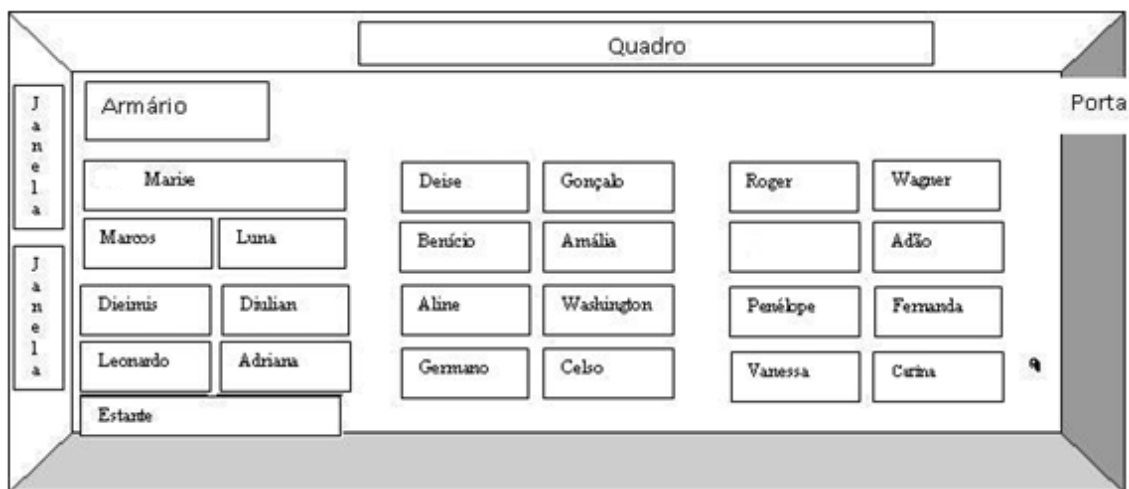 Quadro
Armário
Porta
Janela
Janela
Marise
Deise
Gonçalo
Roger
Wagner
Marcos
Luna
Benício
Amália
Adão
Dieimis
Diulian
Aline
Washington
Penélope
Fernanda
Leonardo
Adriana
Germano
Celso
Vanessa
Carina
Estante